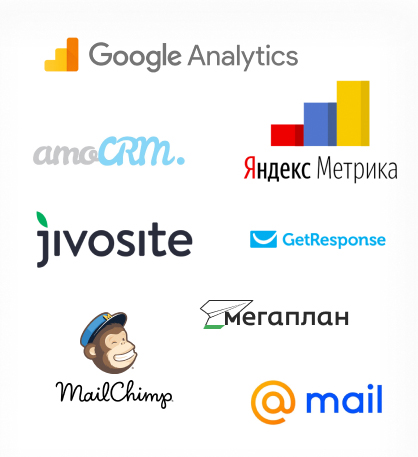 Google Analytics
amoCRM.
Яндекс Метрика
jivosite
GetResponse
мегаплан
MailChimp
@mail